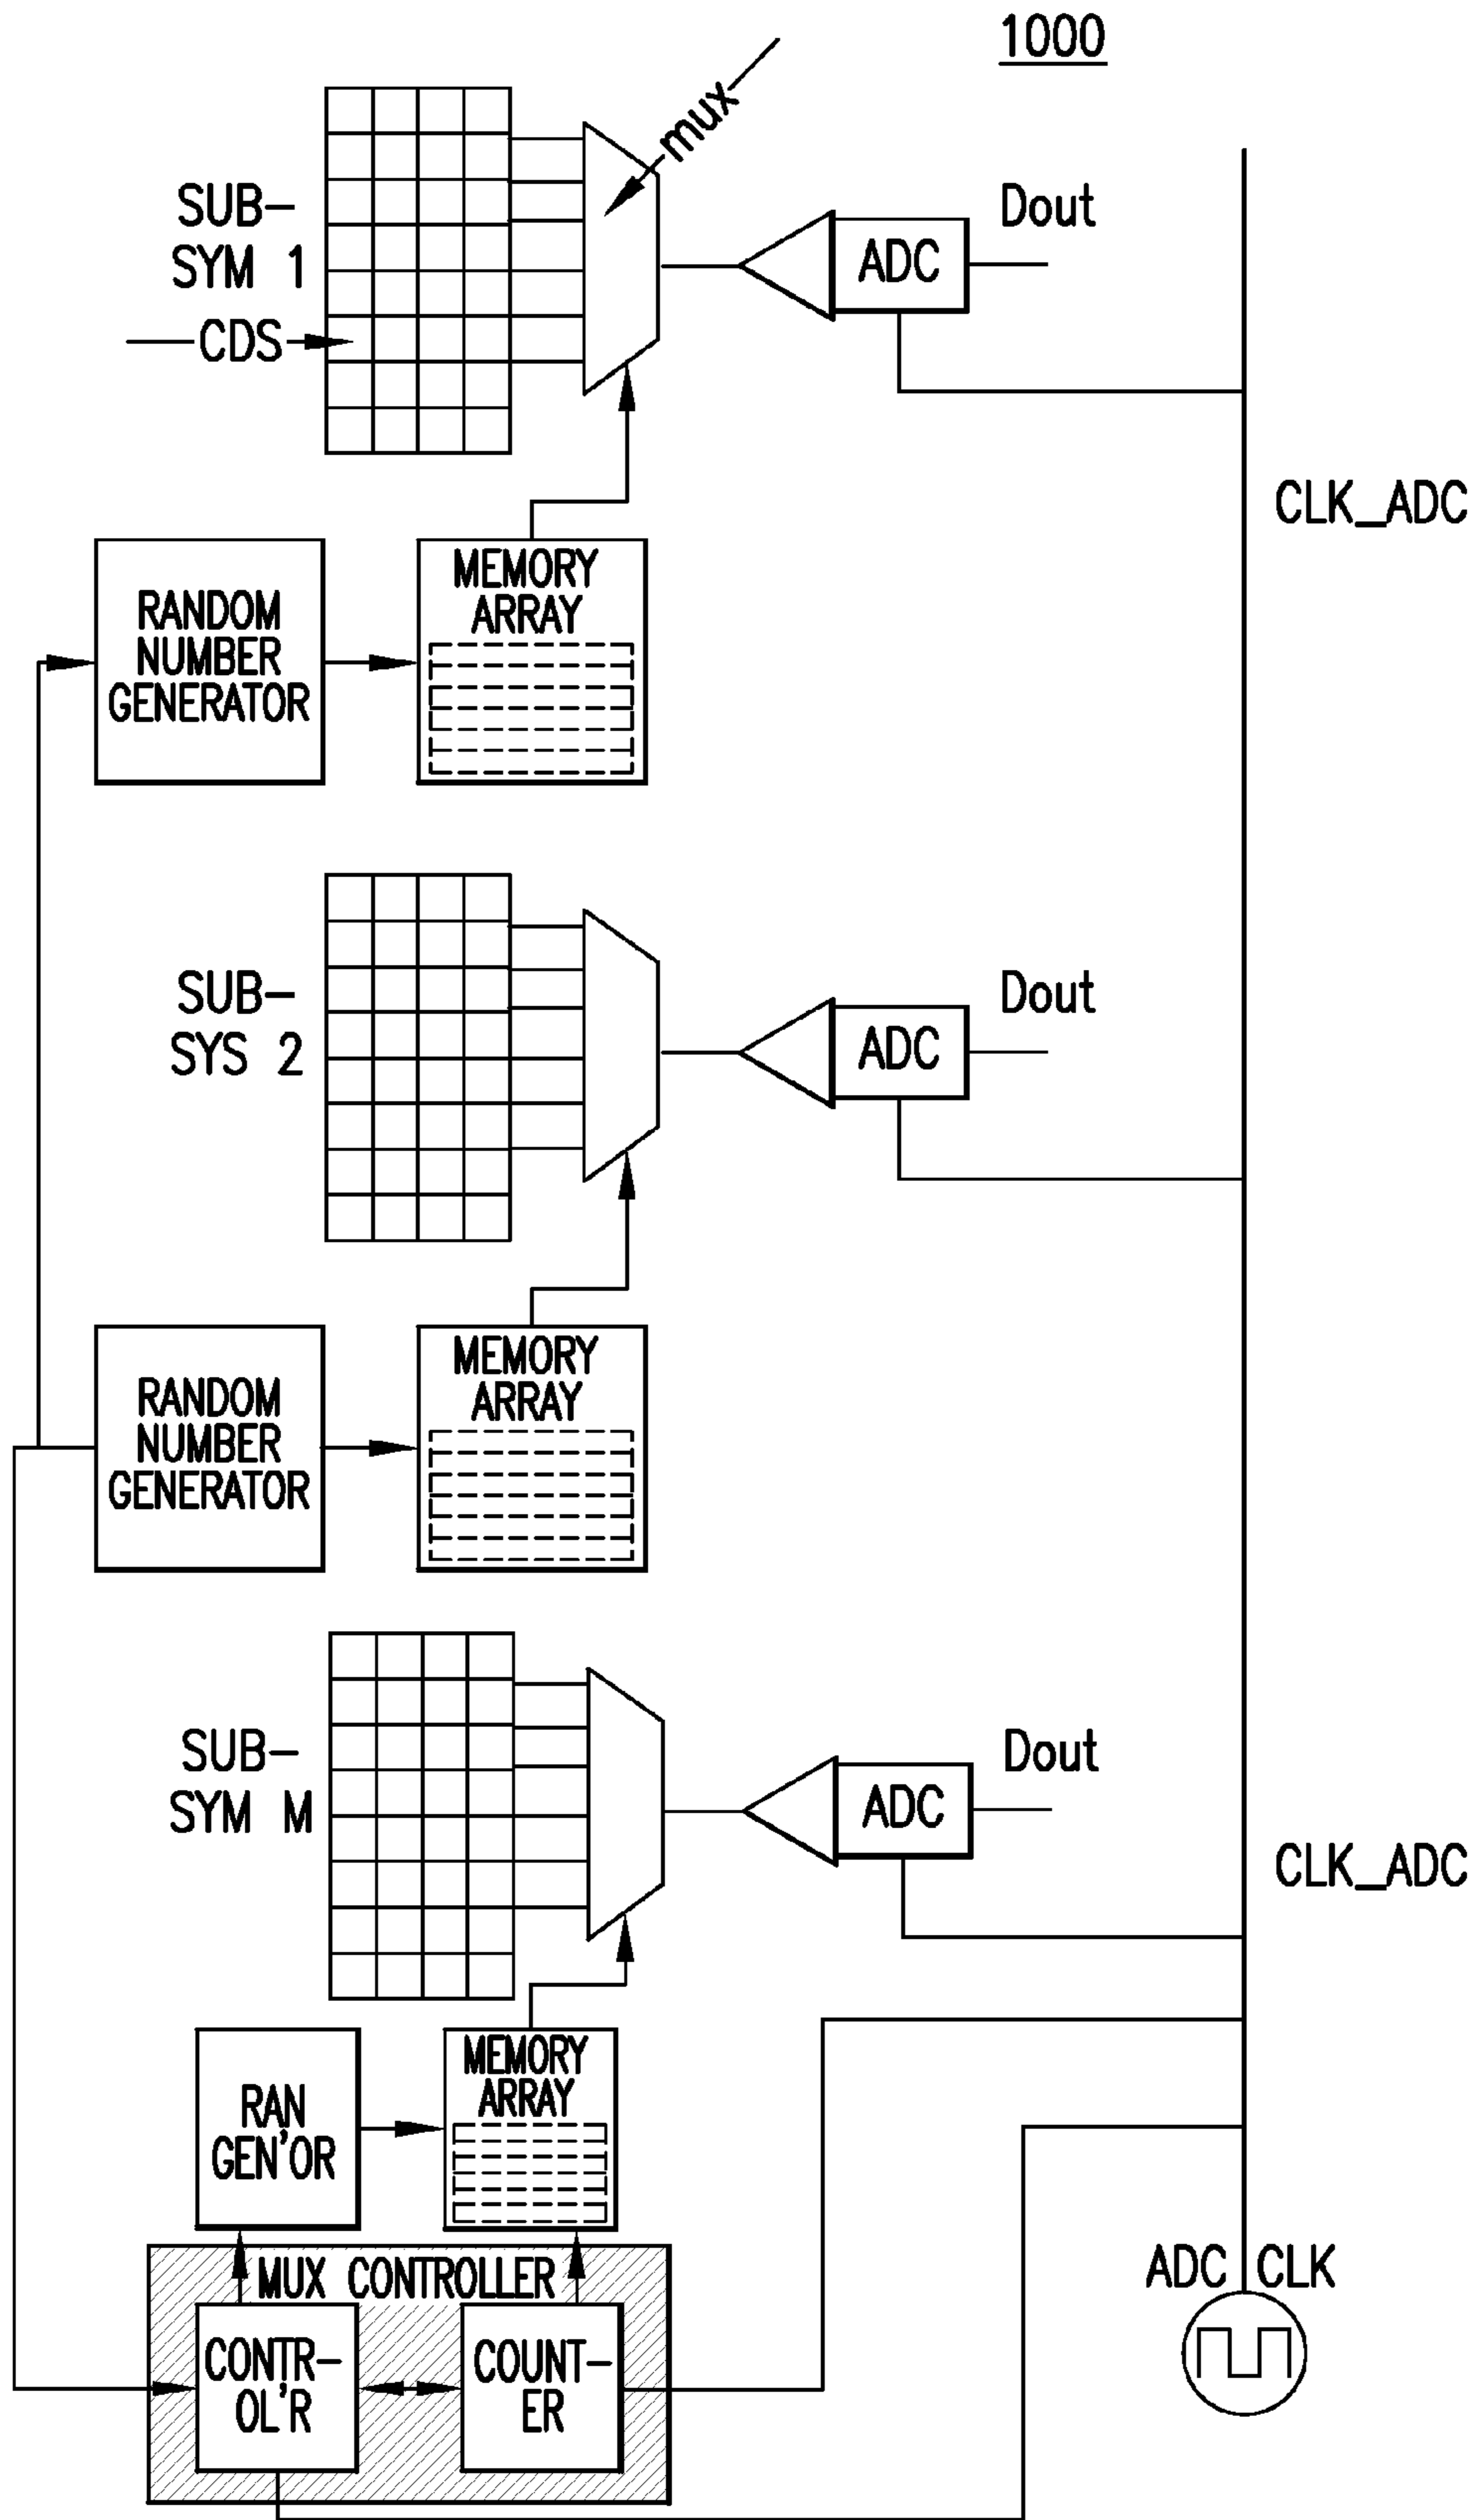 1000
mux
SUB-
SYM 1
CDS
ADC
Dout
CLK_ADC
RANDOM
NUMBER
GENERATOR
MEMORY
ARRAY
SUB-
SYS 2
ADC
Dout
RANDOM
NUMBER
GENERATOR
MEMORY
ARRAY
SUB-
SYM M
ADC
Dout
CLK_ADC
RAN
GEN'OR
MEMORY
ARRAY
MUX CONTROLLER
CONTR-
OL'R
COUNT-
ER
ADC CLK